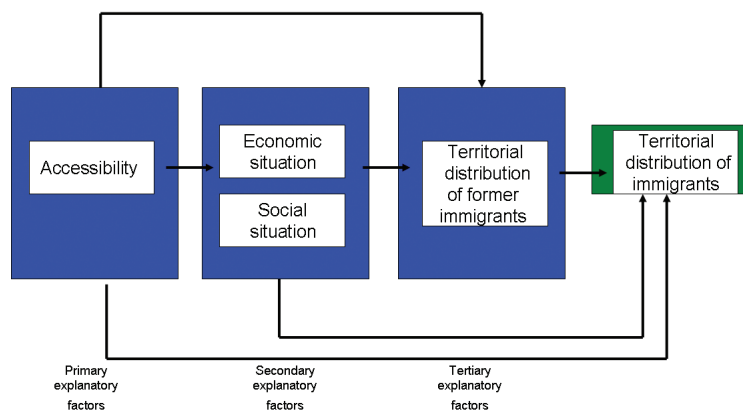 Accessibility
Economic
situation
Social
situation
Territorial
distribution
of former
immigrants
Territorial
distribution of
immigrants
Primary
explanatory
factors
Secondary
explanatory
factors
Tertiary
explanatory
factors